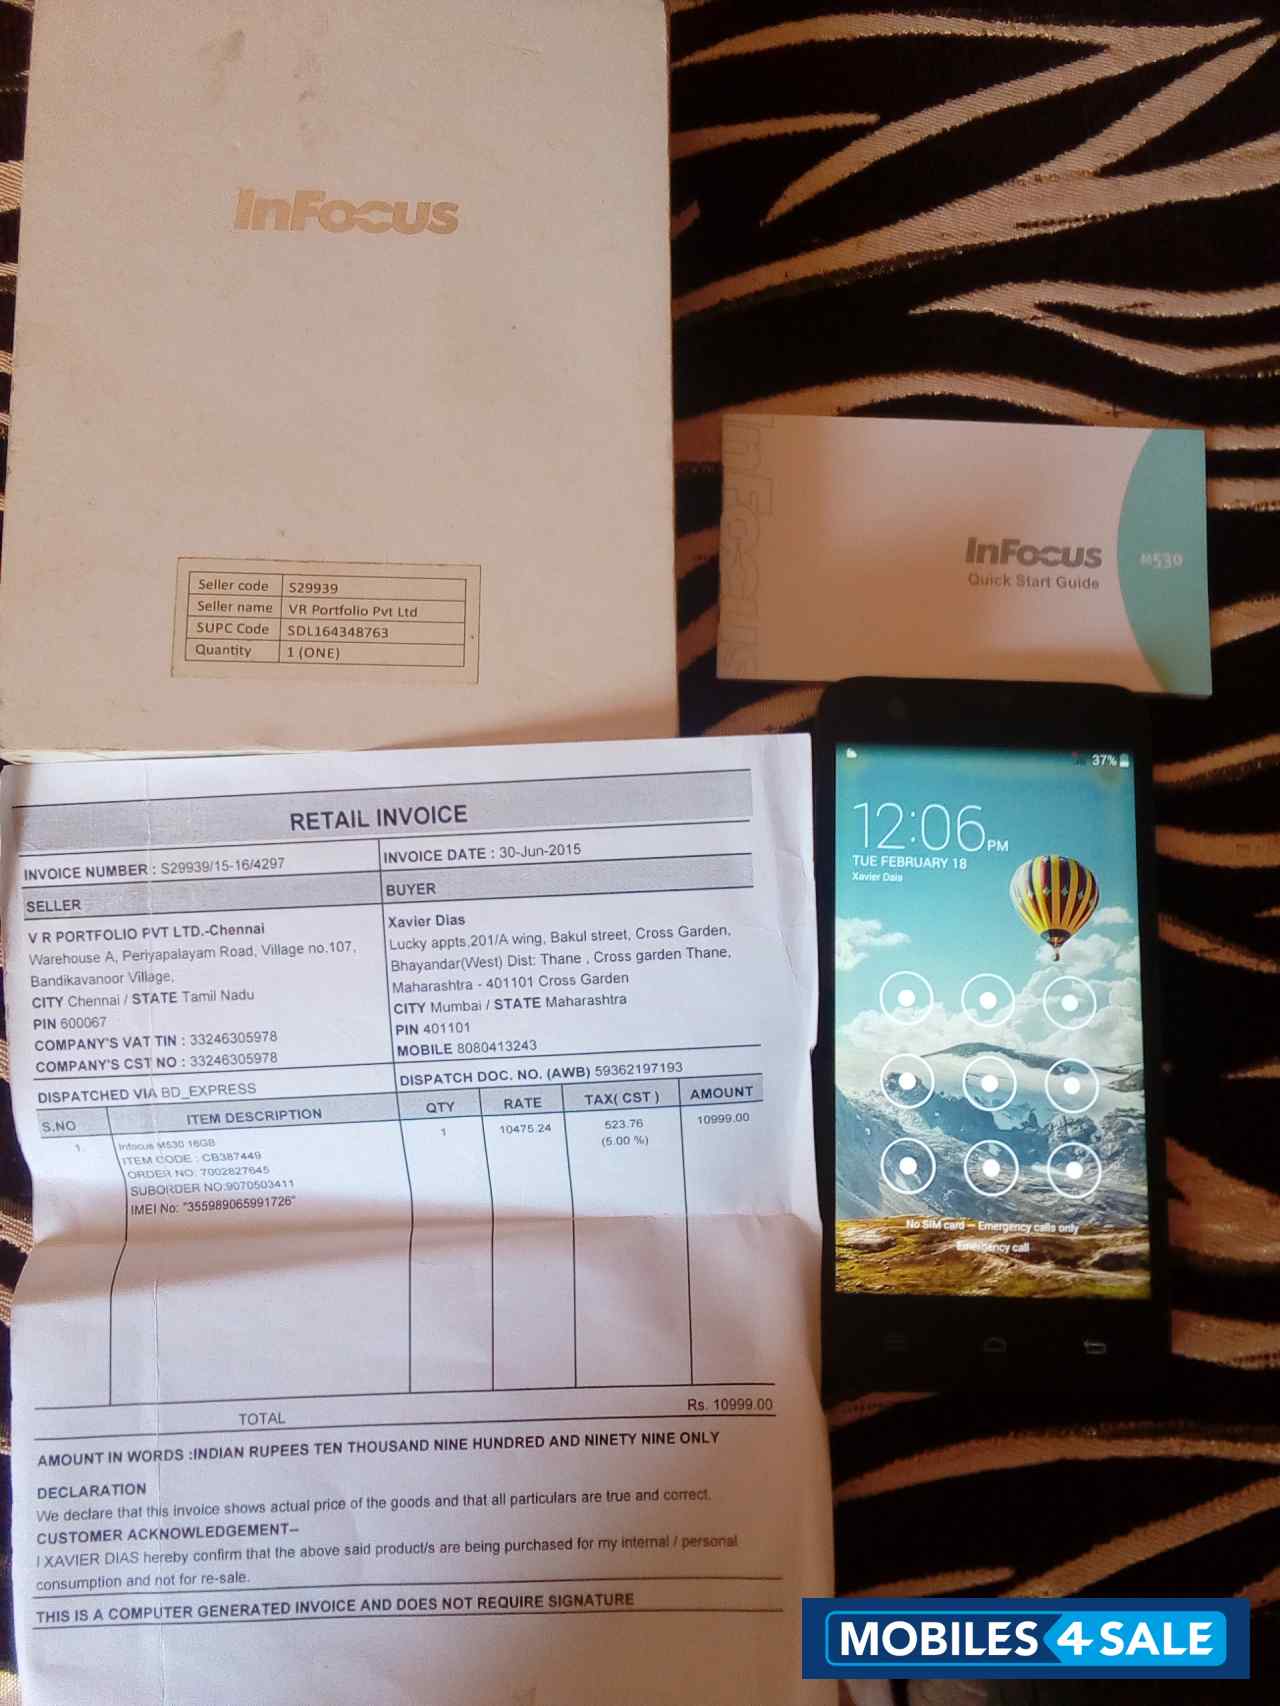 InFocus
Seller code S29939
Seller name VR Portfolio Pvt Ltd
SUPC Code SDL164348763
Quantity 1 (ONE)
InFocus
InFocus
Quick Start Guide
M530
37%
12:06PM
TUE FEBRUARY 18
Xavier Dais
No SIM card — Emergency calls only
Emergency call
RETAIL INVOICE
INVOICE NUMBER : S29939/15-16/4297
INVOICE DATE : 30-Jun-2015
SELLER
V R PORTFOLIO PVT LTD.-Chennai
Warehouse A, Periyapalayam Road, Village no.107,
Bandikavanoor Village,
CITY Chennai / STATE Tamil Nadu
PIN 600067
COMPANY'S VAT TIN : 33246305978
COMPANY'S CST NO : 33246305978
BUYER
Xavier Dias
Lucky appts,201/A wing, Bakul street, Cross Garden,
Bhayandar(West) Dist: Thane , Cross garden Thane,
Maharashtra - 401101 Cross Garden
CITY Mumbai / STATE Maharashtra
PIN 401101
MOBILE 8080413243
DISPATCHED VIA BD_EXPRESS
DISPATCH DOC. NO. (AWB) 59362197193
S.NO ITEM DESCRIPTION QTY RATE TAX( CST ) AMOUNT
1. Infocus M530 16GB 1 10475.24 523.76 10999.00
(5.00 %)
ITEM CODE : CB387449
ORDER NO: 7002827645
SUBORDER NO:9070503411
IMEI No: "355989065991726"
TOTAL Rs. 10999.00
AMOUNT IN WORDS :INDIAN RUPEES TEN THOUSAND NINE HUNDRED AND NINETY NINE ONLY
DECLARATION
We declare that this invoice shows actual price of the goods and that all particulars are true and correct.
CUSTOMER ACKNOWLEDGEMENT--
I XAVIER DIAS hereby confirm that the above said product/s are being purchased for my internal / personal
consumption and not for re-sale.
THIS IS A COMPUTER GENERATED INVOICE AND DOES NOT REQUIRE SIGNATURE
MOBILES4SALE